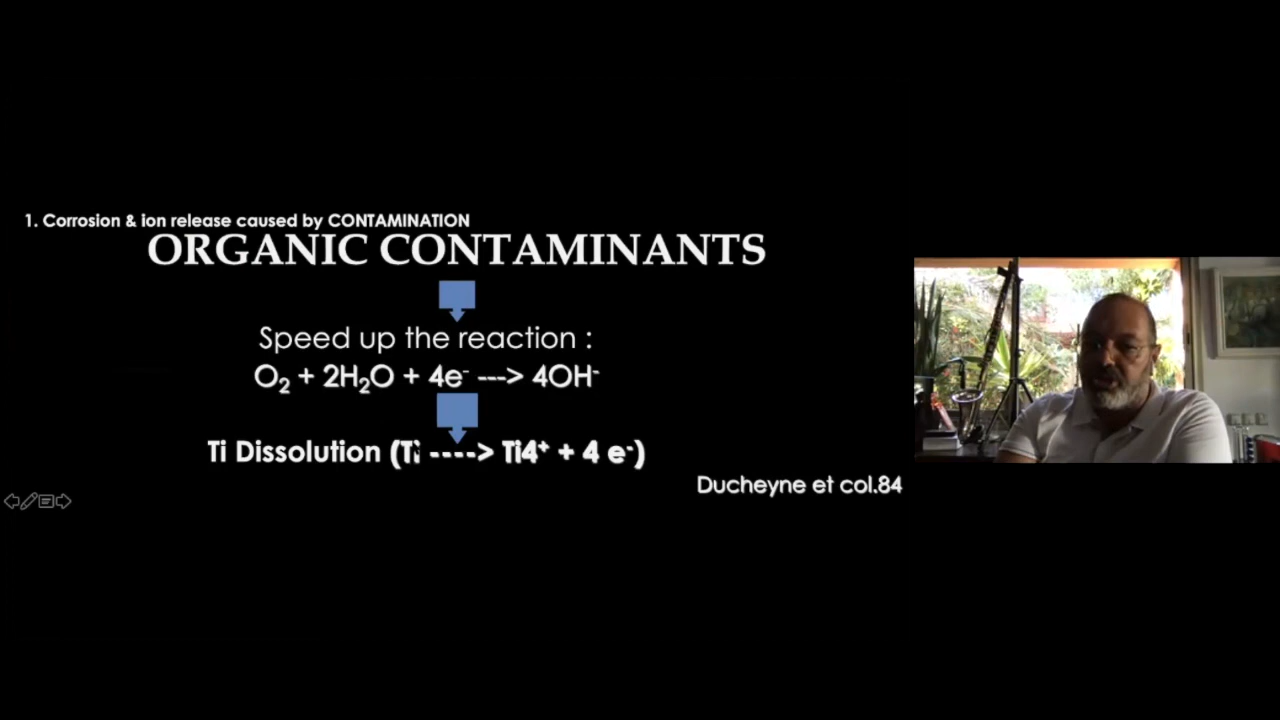 1. Corrosion & ion release caused by CONTAMINATION
ORGANIC CONTAMINANTS
Speed up the reaction :
O₂ + 2H₂O + 4e⁻ ---> 4OH⁻
Ti Dissolution (Ti ----> Ti4⁺ + 4 e⁻)
Ducheyne et col.84